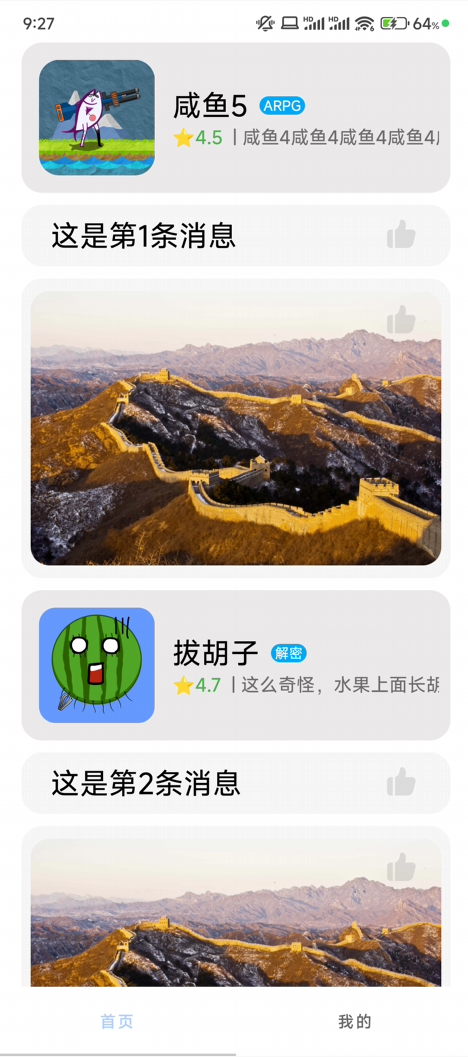 9:27 HD HD 64%
咸鱼5 ARPG
4.5 | 咸鱼4咸鱼4咸鱼4咸鱼4
这是第1条消息
拔胡子 解密
4.7 | 这么奇怪，水果上面长胡
这是第2条消息
首页 我的